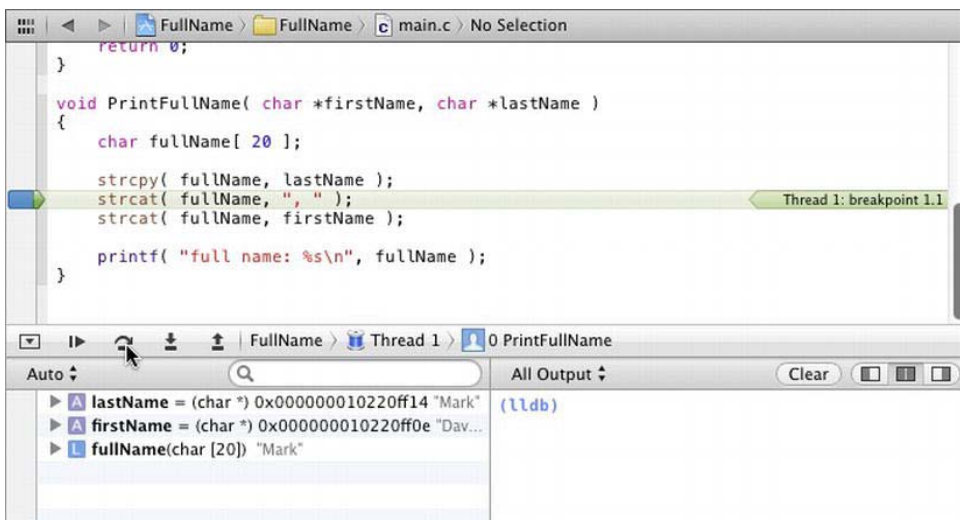 FullName FullName main.c No Selection
return 0;
}
void PrintFullName( char *firstName, char *lastName )
{
char fullName[ 20 ];
strcpy( fullName, lastName );
strcat( fullName, ", " );
Thread 1: breakpoint 1.1
strcat( fullName, firstName );
printf( "full name: %s\n", fullName );
}
FullName Thread 1 0 PrintFullName
Auto
All Output
Clear
A lastName = (char *) 0x000000010220ff14 "Mark"
(lldb)
A firstName = (char *) 0x000000010220ff0e "Dav...
L fullName(char [20]) "Mark"